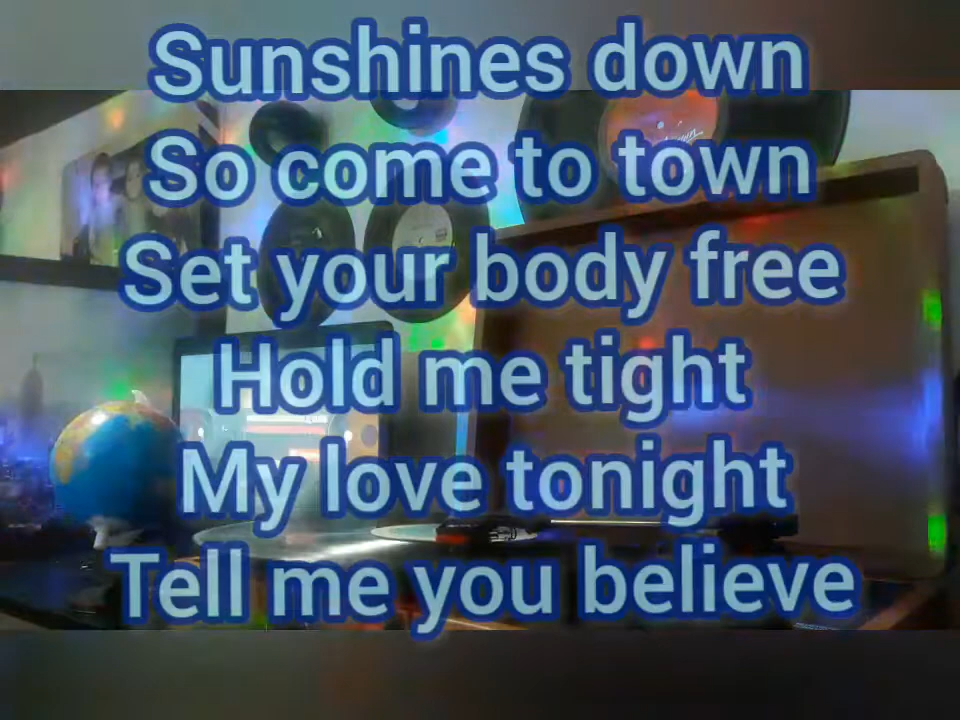 Sunshines down
So come to town
Set your body free
Hold me tight
My love tonight
Tell me you believe